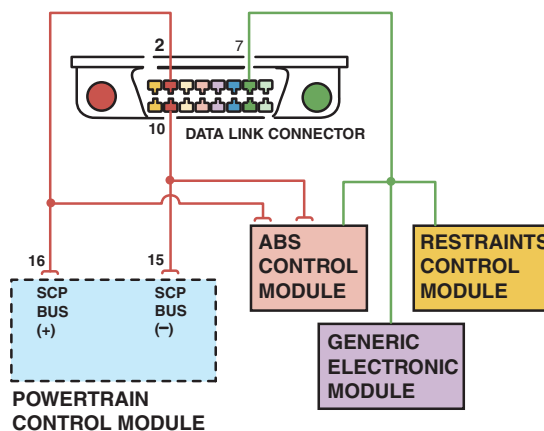 2
7
10
DATA LINK CONNECTOR
16
15
SCP
BUS
(+)
SCP
BUS
(–)
ABS
CONTROL
MODULE
RESTRAINTS
CONTROL
MODULE
GENERIC
ELECTRONIC
MODULE
POWERTRAIN
CONTROL MODULE